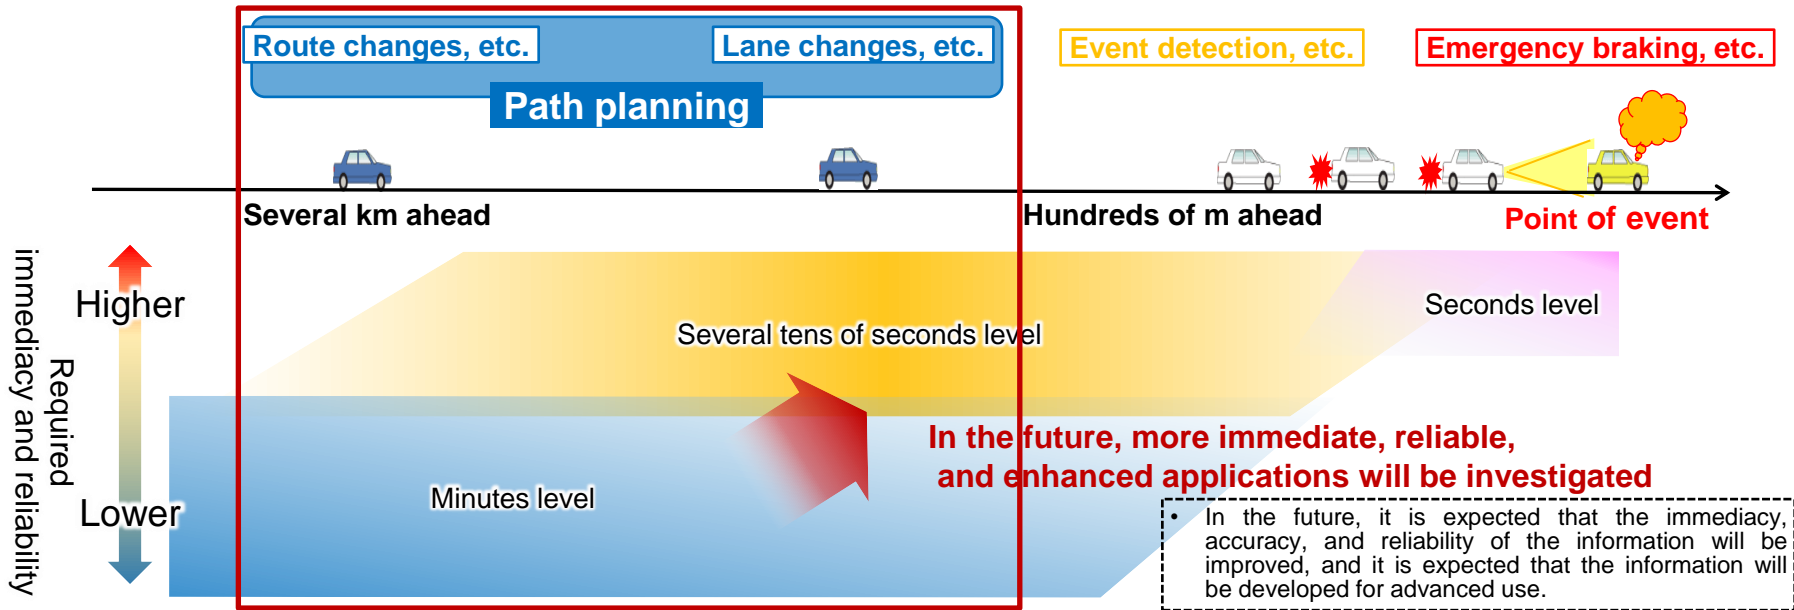 Route changes, etc.
Lane changes, etc.
Event detection, etc.
Emergency braking, etc.
Path planning
Several km ahead
Hundreds of m ahead
Point of event
Required
immediacy and reliability
Higher
Lower
Several tens of seconds level
Seconds level
Minutes level
In the future, more immediate, reliable,
and enhanced applications will be investigated
• In the future, it is expected that the immediacy,
accuracy, and reliability of the information will be
improved, and it is expected that the information will
be developed for advanced use.